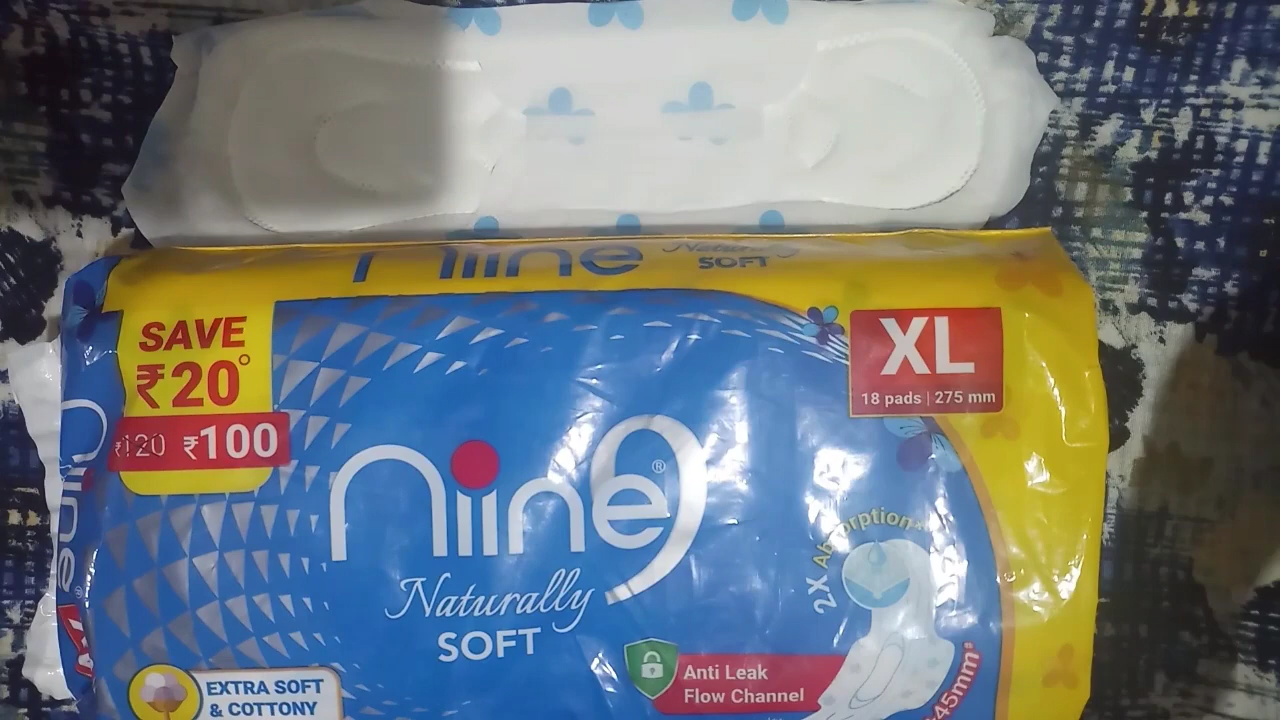 niine Naturally
SOFT
SAVE
₹20
₹120 ₹100
XL
18 pads | 275 mm
niine®
Naturally
SOFT
2X Absorption
niine
Anti Leak
Flow Channel
EXTRA SOFT
& COTTONY